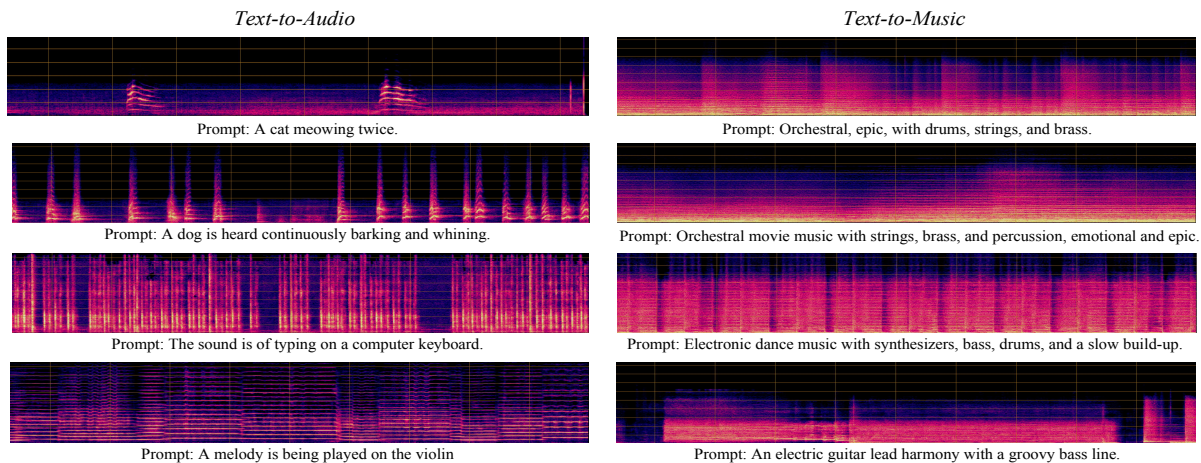 Text-to-Audio
Prompt: A cat meowing twice.
Prompt: A dog is heard continuously barking and whining.
Prompt: The sound is of typing on a computer keyboard.
Prompt: A melody is being played on the violin
Text-to-Music
Prompt: Orchestral, epic, with drums, strings, and brass.
Prompt: Orchestral movie music with strings, brass, and percussion, emotional and epic.
Prompt: Electronic dance music with synthesizers, bass, drums, and a slow build-up.
Prompt: An electric guitar lead harmony with a groovy bass line.